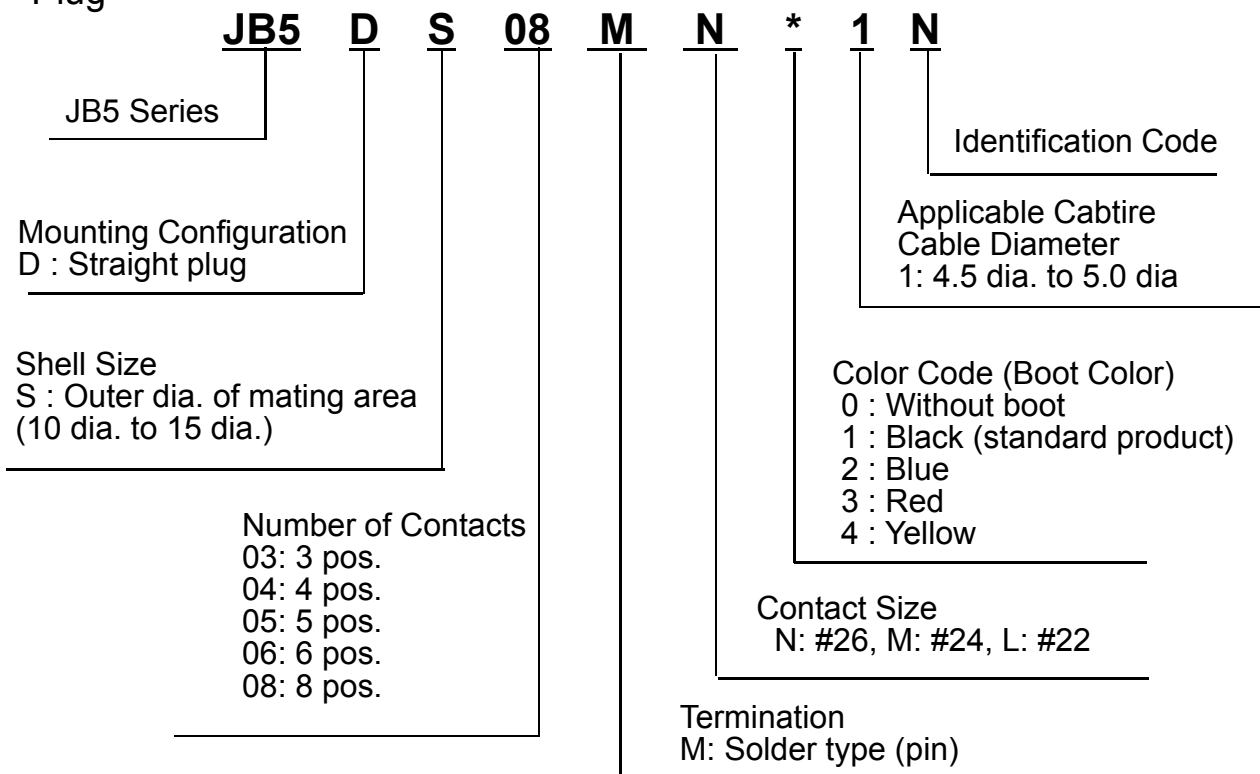 Plug
JB5 D S 08 M N * 1 N
JB5 Series
Identification Code
Mounting Configuration
D : Straight plug
Applicable Cabtire
Cable Diameter
1: 4.5 dia. to 5.0 dia
Shell Size
S : Outer dia. of mating area
(10 dia. to 15 dia.)
Color Code (Boot Color)
0 : Without boot
1 : Black (standard product)
2 : Blue
3 : Red
4 : Yellow
Number of Contacts
03: 3 pos.
04: 4 pos.
05: 5 pos.
06: 6 pos.
08: 8 pos.
Contact Size
N: #26, M: #24, L: #22
Termination
M: Solder type (pin)